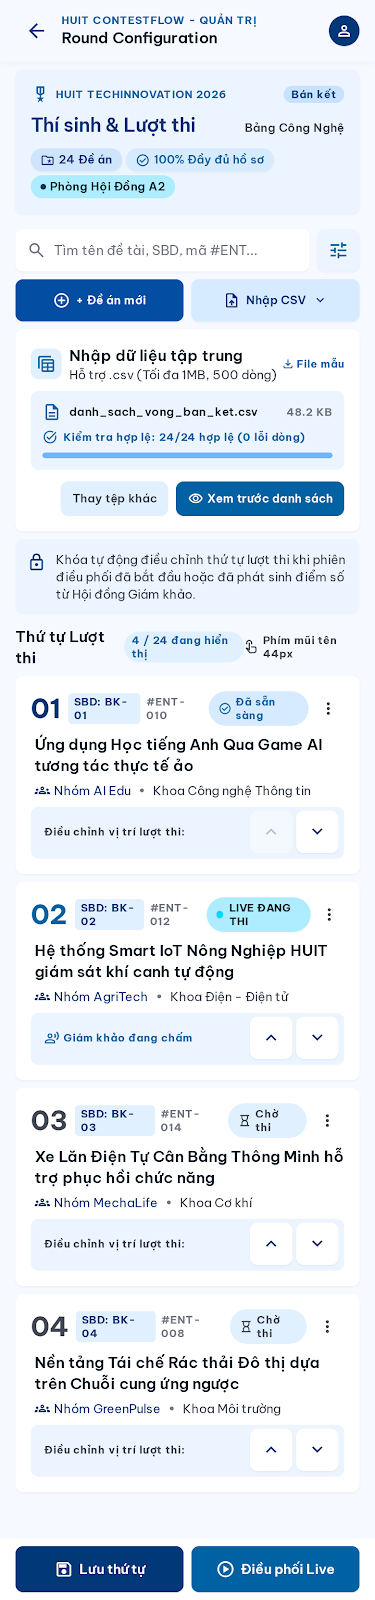 HUIT CONTESTFLOW - QUẢN TRỊ
Round Configuration
HUIT TECHINNOVATION 2026
Bán kết
Thí sinh & Lượt thi
Bảng Công Nghệ
24 Đề án
100% Đầy đủ hồ sơ
Phòng Hội Đồng A2
Tìm tên đề tài, SBD, mã #ENT...
+ Đề án mới
Nhập CSV
Nhập dữ liệu tập trung
Hỗ trợ .csv (Tối đa 1MB, 500 dòng)
File mẫu
danh_sach_vong_ban_ket.csv
48.2 KB
Kiểm tra hợp lệ: 24/24 hợp lệ (0 lỗi dòng)
Thay tệp khác
Xem trước danh sách
Khóa tự động điều chỉnh thứ tự lượt thi khi phiên
điều phối đã bắt đầu hoặc đã phát sinh điểm số
từ Hội đồng Giám khảo.
Thứ tự Lượt
thi
4 / 24 đang hiển
thị
Phím mũi tên
44px
01
SBD: BK-
01
#ENT-
010
Đã sẵn
sàng
Ứng dụng Học tiếng Anh Qua Game AI
tương tác thực tế ảo
Nhóm AI Edu • Khoa Công nghệ Thông tin
Điều chỉnh vị trí lượt thi:
02
SBD: BK-
02
#ENT-
012
LIVE ĐANG
THI
Hệ thống Smart IoT Nông Nghiệp HUIT
giám sát khí canh tự động
Nhóm AgriTech • Khoa Điện - Điện tử
Giám khảo đang chấm
03
SBD: BK-
03
#ENT-
014
Chờ
thi
Xe Lăn Điện Tự Cân Bằng Thông Minh hỗ
trợ phục hồi chức năng
Nhóm MechaLife • Khoa Cơ khí
Điều chỉnh vị trí lượt thi:
04
SBD: BK-
04
#ENT-
008
Chờ
thi
Nền tảng Tái chế Rác thải Đô thị dựa
trên Chuỗi cung ứng ngược
Nhóm GreenPulse • Khoa Môi trường
Điều chỉnh vị trí lượt thi:
Lưu thứ tự
Điều phối Live